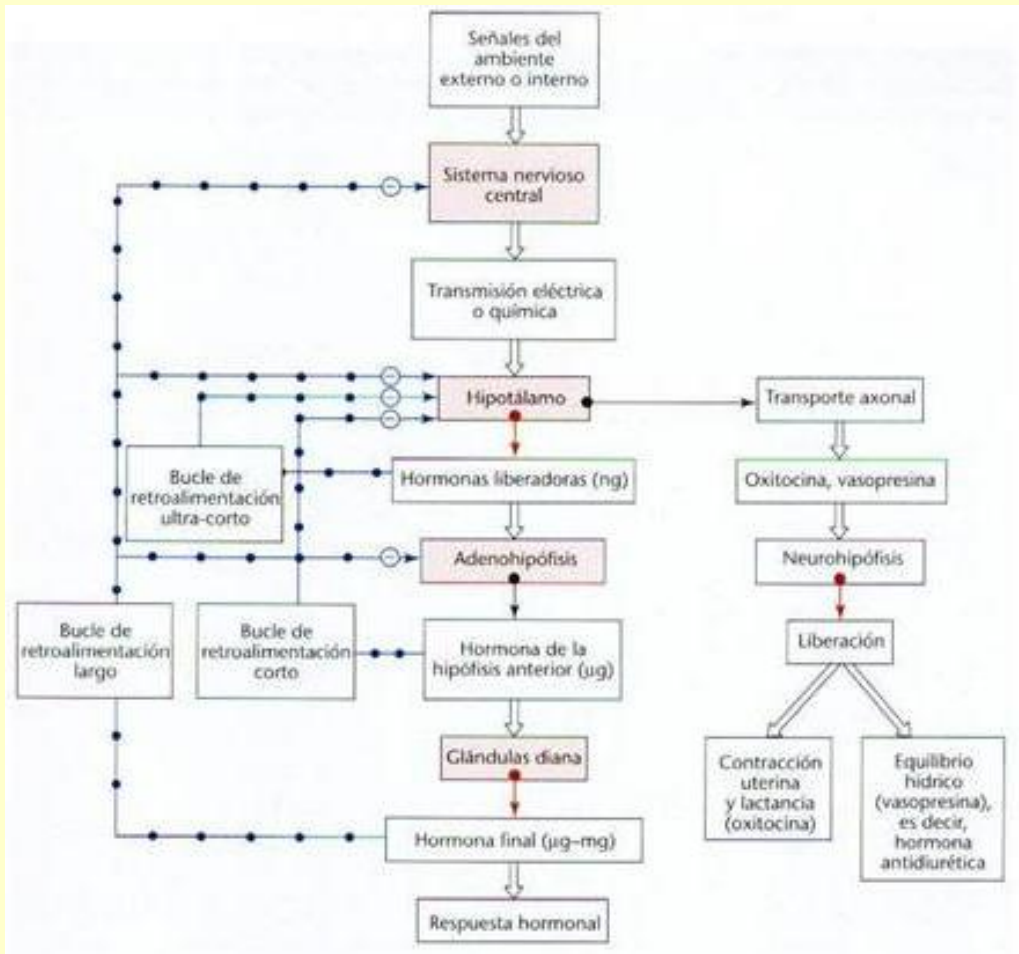 Señales del
ambiente
externo o interno
Sistema nervioso
central
Transmisión eléctrica
o química
Hipotálamo
Transporte axonal
Bucle de
retroalimentación
ultra-corto
Hormonas liberadoras (ng)
Oxitocina, vasopresina
Adenohipófisis
Neurohipófisis
Bucle de
retroalimentación
largo
Bucle de
retroalimentación
corto
Hormona de la
hipófisis anterior (µg)
Liberación
Glándulas diana
Contracción
uterina
y lactancia
(oxitocina)
Equilibrio
hídrico
(vasopresina),
es decir,
hormona
antidiurética
Hormona final (µg–mg)
Respuesta hormonal